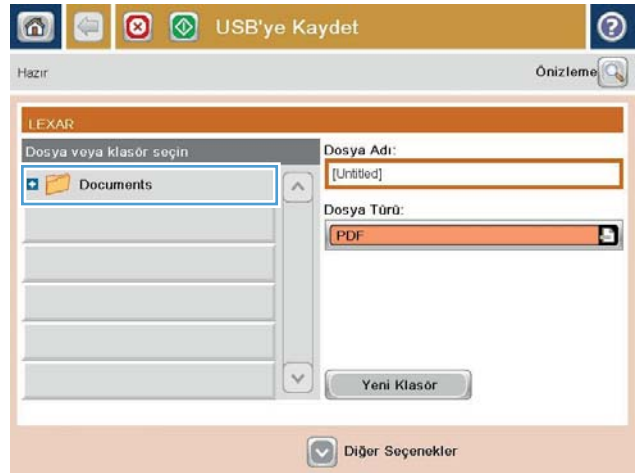 USB'ye Kaydet
Hazır
Önizleme
LEXAR
Dosya veya klasör seçin
Documents
Dosya Adı:
[Untitled]
Dosya Türü:
PDF
Yeni Klasör
Diğer Seçenekler